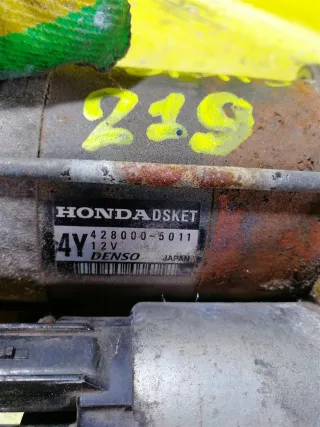 219
HONDA DSKET
4Y 428000-5011
12V
DENSO JAPAN